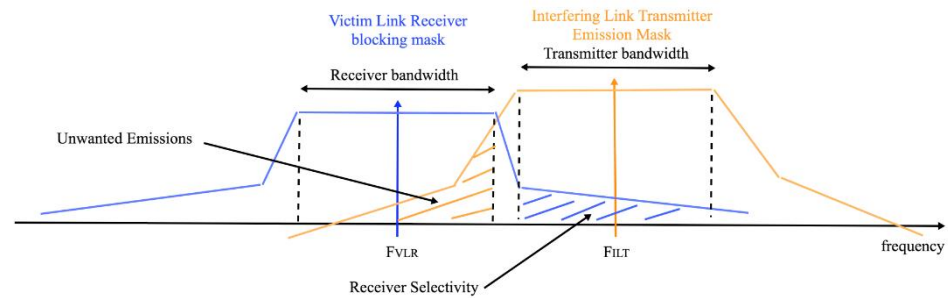 Victim Link Receiver
blocking mask
Interfering Link Transmitter
Emission Mask
Transmitter bandwidth
Receiver bandwidth
Unwanted Emissions
FVLR
FILT
frequency
Receiver Selectivity